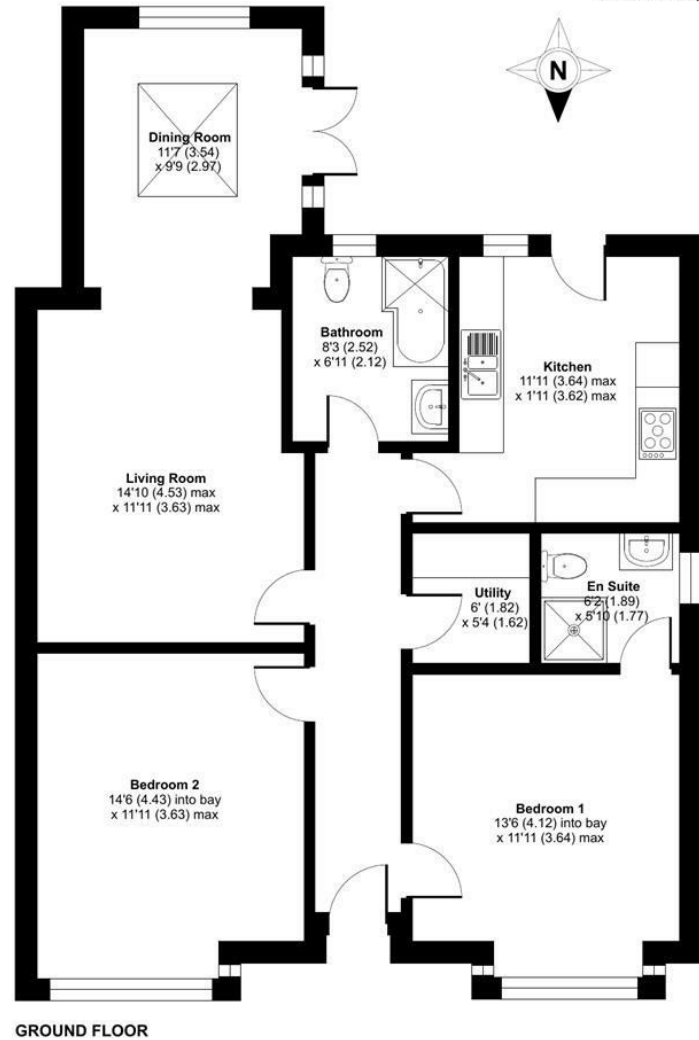 N
Dining Room
11'7 (3.54)
x 9'9 (2.97)
Bathroom
8'3 (2.52)
x 6'11 (2.12)
Kitchen
11'11 (3.64) max
x 1'11 (3.62) max
Living Room
14'10 (4.53) max
x 11'11 (3.63) max
Utility
6' (1.82)
x 5'4 (1.62)
En Suite
6'2 (1.89)
x 5'10 (1.77)
Bedroom 2
14'6 (4.43) into bay
x 11'11 (3.63) max
Bedroom 1
13'6 (4.12) into bay
x 11'11 (3.64) max
GROUND FLOOR